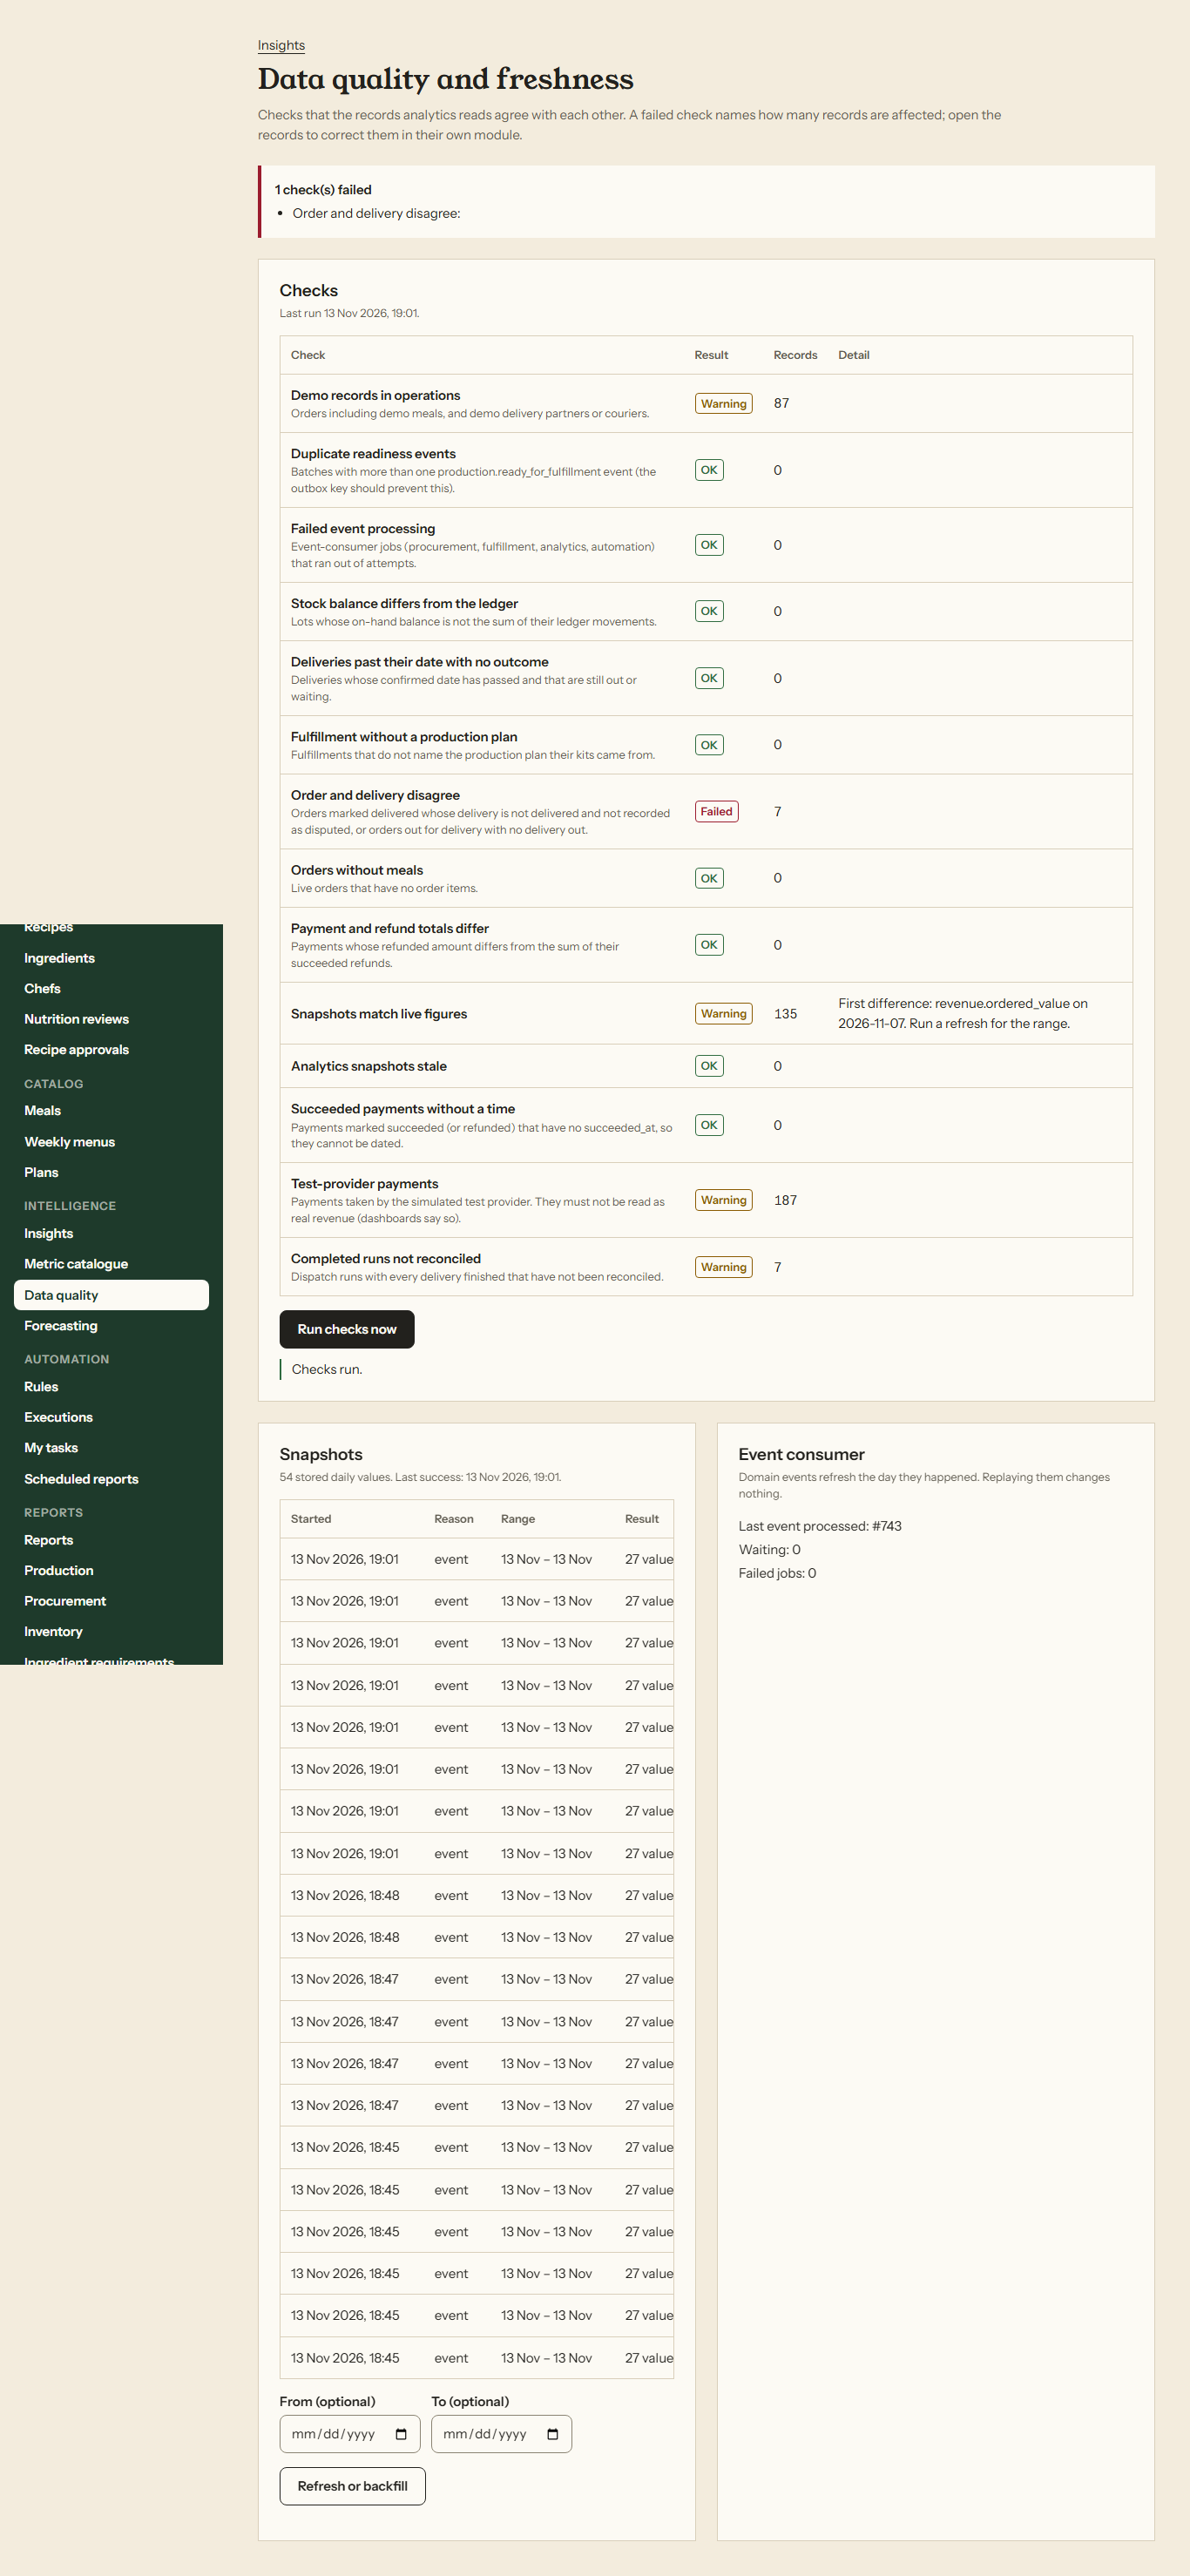 Insights
Data quality and freshness
Checks that the records analytics reads agree with each other. A failed check names how many records are affected; open the
records to correct them in their own module.
1 check(s) failed
Order and delivery disagree:
Checks
Last run 13 Nov 2026, 19:01.
Check Result Records Detail
Demo records in operations
Orders including demo meals, and demo delivery partners or couriers.
Warning 87
Duplicate readiness events
Batches with more than one production.ready_for_fulfillment event (the
outbox key should prevent this).
OK 0
Failed event processing
Event-consumer jobs (procurement, fulfillment, analytics, automation)
that ran out of attempts.
OK 0
Stock balance differs from the ledger
Lots whose on-hand balance is not the sum of their ledger movements.
OK 0
Deliveries past their date with no outcome
Deliveries whose confirmed date has passed and that are still out or
waiting.
OK 0
Fulfillment without a production plan
Fulfillments that do not name the production plan their kits came from.
OK 0
Order and delivery disagree
Orders marked delivered whose delivery is not delivered and not recorded
as disputed, or orders out for delivery with no delivery out.
Failed 7
Orders without meals
Live orders that have no order items.
OK 0
Payment and refund totals differ
Payments whose refunded amount differs from the sum of their
succeeded refunds.
OK 0
Snapshots match live figures
Warning 135
First difference: revenue.ordered_value on
2026-11-07. Run a refresh for the range.
Analytics snapshots stale
OK 0
Succeeded payments without a time
Payments marked succeeded (or refunded) that have no succeeded_at, so
they cannot be dated.
OK 0
Test-provider payments
Payments taken by the simulated test provider. They must not be read as
real revenue (dashboards say so).
Warning 187
Completed runs not reconciled
Dispatch runs with every delivery finished that have not been reconciled.
Warning 7
Run checks now
Checks run.
Recipes
Ingredients
Chefs
Nutrition reviews
Recipe approvals
CATALOG
Meals
Weekly menus
Plans
INTELLIGENCE
Insights
Metric catalogue
Data quality
Forecasting
AUTOMATION
Rules
Executions
My tasks
Scheduled reports
REPORTS
Reports
Production
Procurement
Inventory
Ingredient requirements
Snapshots
54 stored daily values. Last success: 13 Nov 2026, 19:01.
Started Reason Range Result
13 Nov 2026, 19:01 event 13 Nov – 13 Nov 27 value
13 Nov 2026, 19:01 event 13 Nov – 13 Nov 27 value
13 Nov 2026, 19:01 event 13 Nov – 13 Nov 27 value
13 Nov 2026, 19:01 event 13 Nov – 13 Nov 27 value
13 Nov 2026, 19:01 event 13 Nov – 13 Nov 27 value
13 Nov 2026, 19:01 event 13 Nov – 13 Nov 27 value
13 Nov 2026, 19:01 event 13 Nov – 13 Nov 27 value
13 Nov 2026, 19:01 event 13 Nov – 13 Nov 27 value
13 Nov 2026, 18:48 event 13 Nov – 13 Nov 27 value
13 Nov 2026, 18:48 event 13 Nov – 13 Nov 27 value
13 Nov 2026, 18:47 event 13 Nov – 13 Nov 27 value
13 Nov 2026, 18:47 event 13 Nov – 13 Nov 27 value
13 Nov 2026, 18:47 event 13 Nov – 13 Nov 27 value
13 Nov 2026, 18:47 event 13 Nov – 13 Nov 27 value
13 Nov 2026, 18:45 event 13 Nov – 13 Nov 27 value
13 Nov 2026, 18:45 event 13 Nov – 13 Nov 27 value
13 Nov 2026, 18:45 event 13 Nov – 13 Nov 27 value
13 Nov 2026, 18:45 event 13 Nov – 13 Nov 27 value
13 Nov 2026, 18:45 event 13 Nov – 13 Nov 27 value
13 Nov 2026, 18:45 event 13 Nov – 13 Nov 27 value
From (optional) To (optional)
mm/dd/yyyy mm/dd/yyyy
Refresh or backfill
Event consumer
Domain events refresh the day they happened. Replaying them changes
nothing.
Last event processed: #743
Waiting: 0
Failed jobs: 0